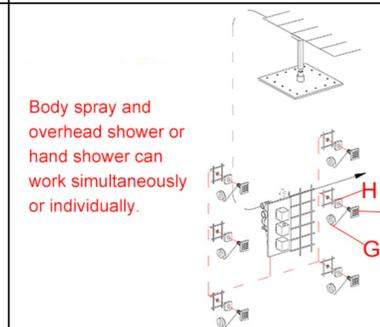 Body spray and
overhead shower or
hand shower can
work simultaneously
or individually.
H
G